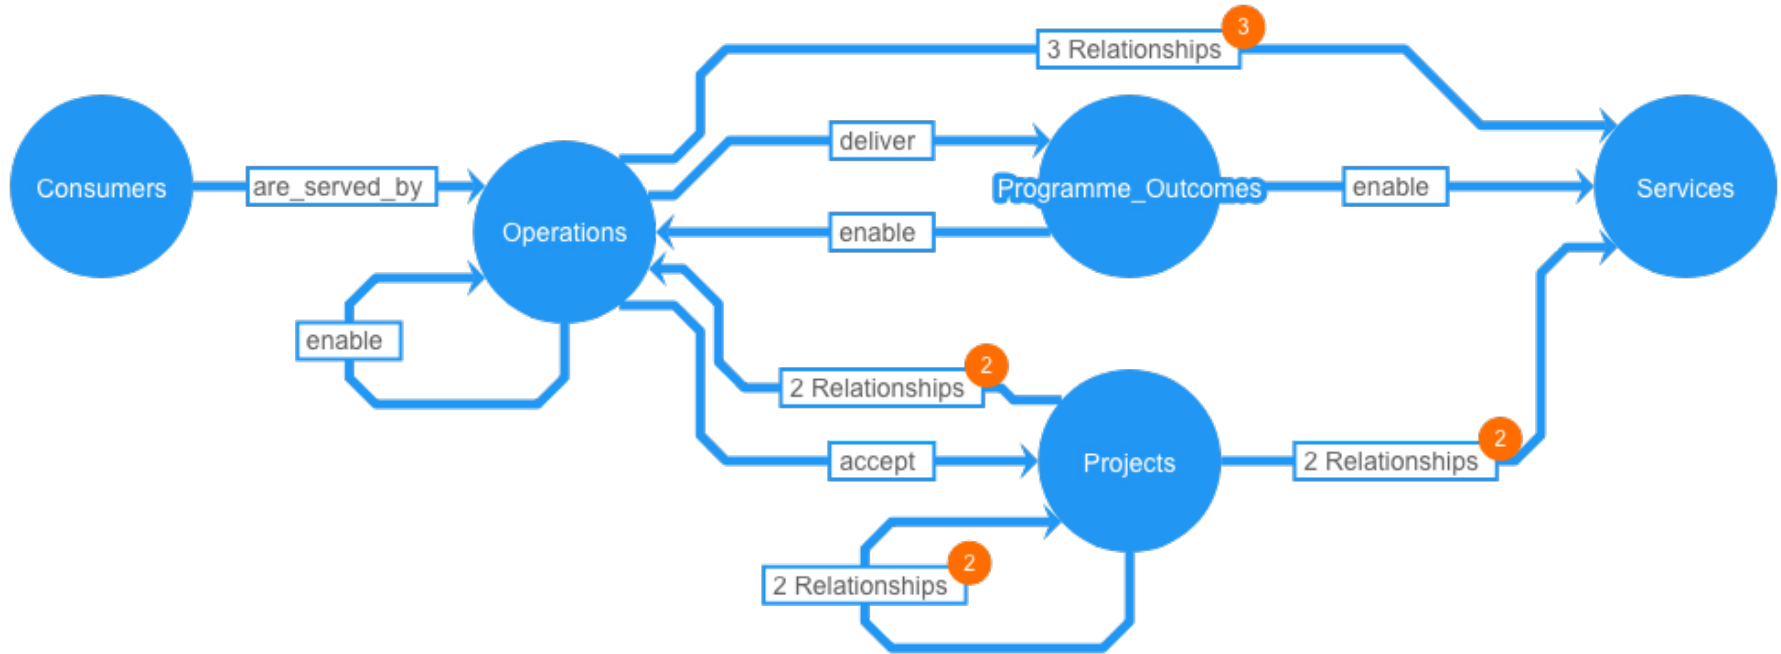 3
3 Relationships
deliver
Consumers
are_served_by
Programme_Outcomes
enable
Services
Operations
enable
enable
2
2 Relationships
accept
Projects
2
2 Relationships
2
2 Relationships